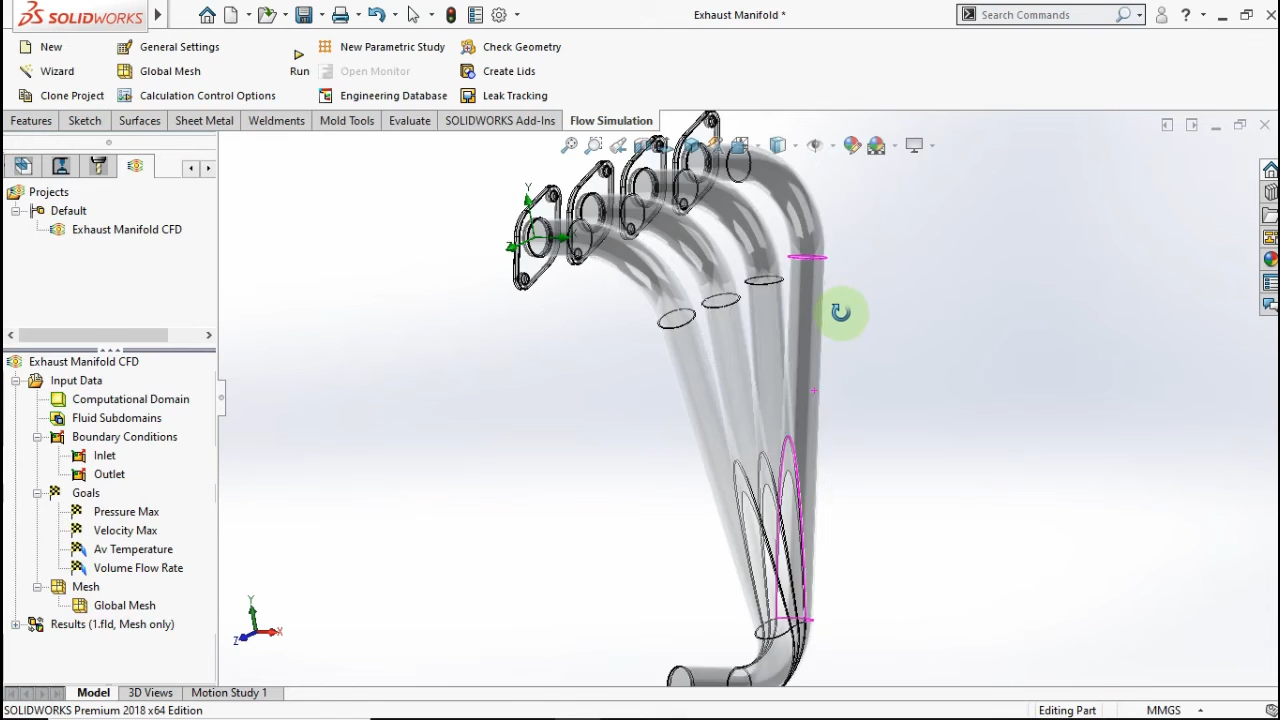 SOLIDWORKS
Exhaust Manifold *
Search Commands
?
New
General Settings
New Parametric Study
Check Geometry
Wizard
Global Mesh
Run
Open Monitor
Create Lids
Clone Project
Calculation Control Options
Engineering Database
Leak Tracking
Features
Sketch
Surfaces
Sheet Metal
Weldments
Mold Tools
Evaluate
SOLIDWORKS Add-Ins
Flow Simulation
Projects
Default
Exhaust Manifold CFD
Y
Z
Exhaust Manifold CFD
Input Data
Computational Domain
Fluid Subdomains
Boundary Conditions
Inlet
Outlet
Goals
Pressure Max
Velocity Max
Av Temperature
Volume Flow Rate
Mesh
Global Mesh
Results (1.fld, Mesh only)
Y
Z
X
Model
3D Views
Motion Study 1
SOLIDWORKS Premium 2018 x64 Edition
Editing Part
MMGS